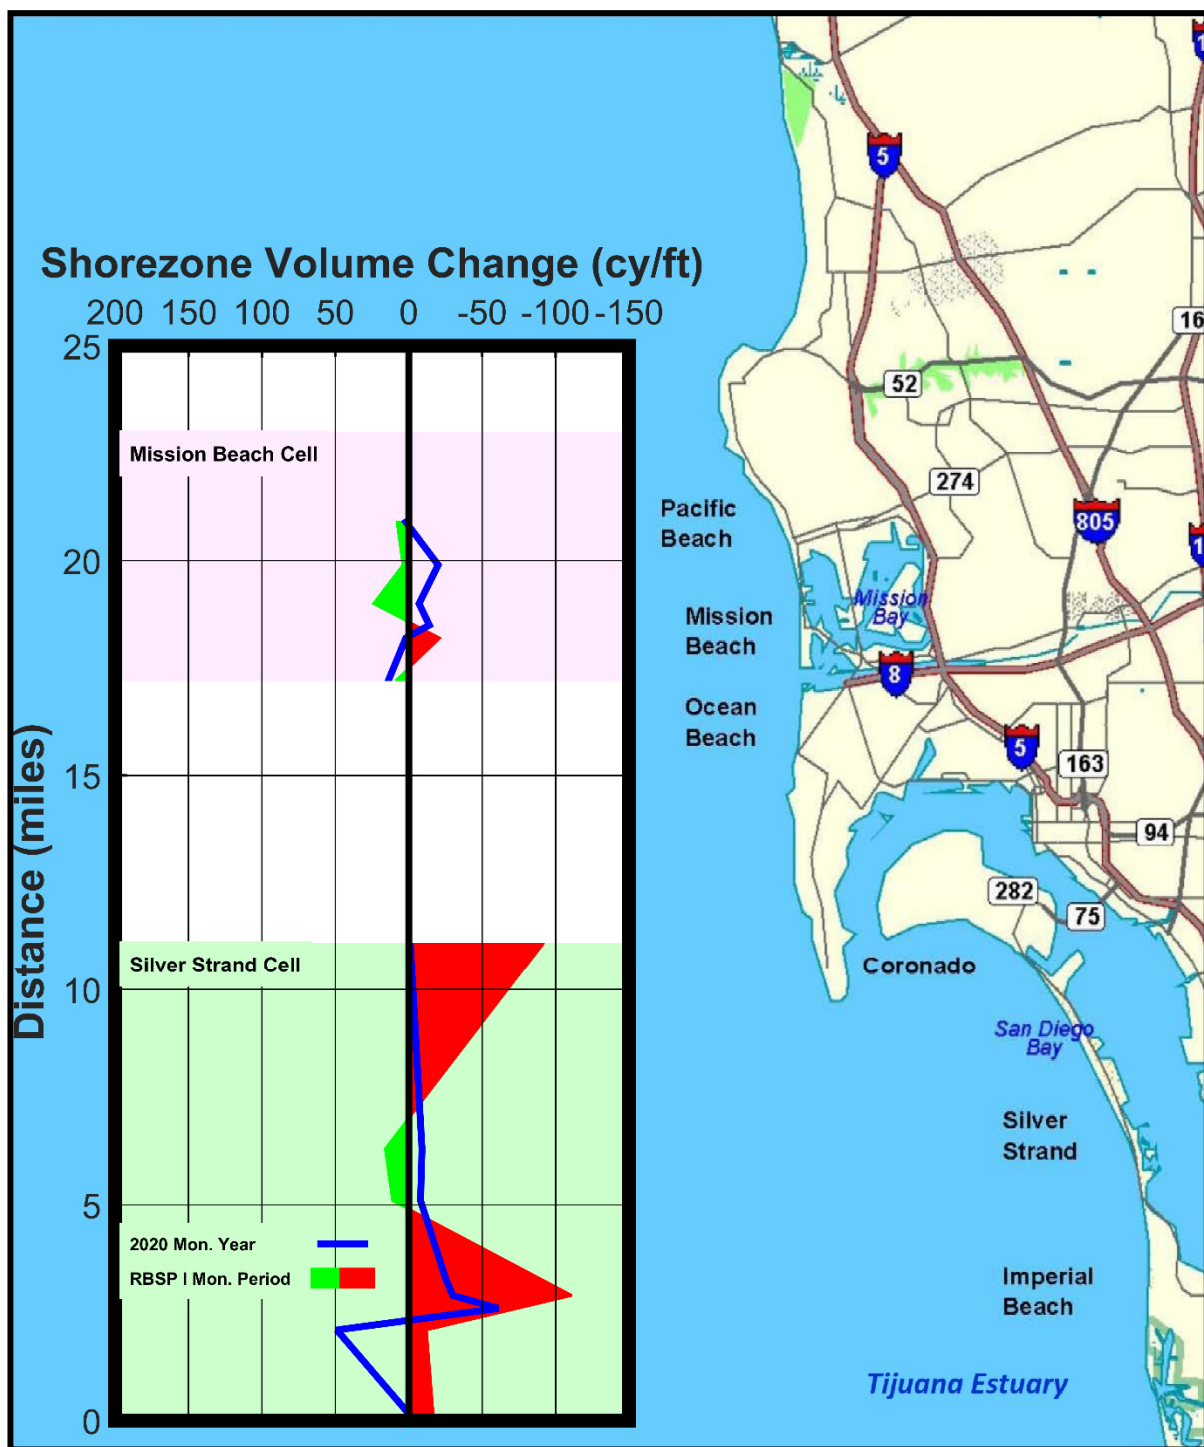 Shorezone Volume Change (cy/ft)
200 150 100 50 0 -50 -100 -150
25
20
15
10
5
0
Distance (miles)
Mission Beach Cell
Silver Strand Cell
2020 Mon. Year
RBSP I Mon. Period
5
52
274
805
Pacific
Beach
Mission
Bay
Mission
Beach
8
Ocean
Beach
5
163
94
282
75
Coronado
San Diego
Bay
Silver
Strand
Imperial
Beach
Tijuana Estuary